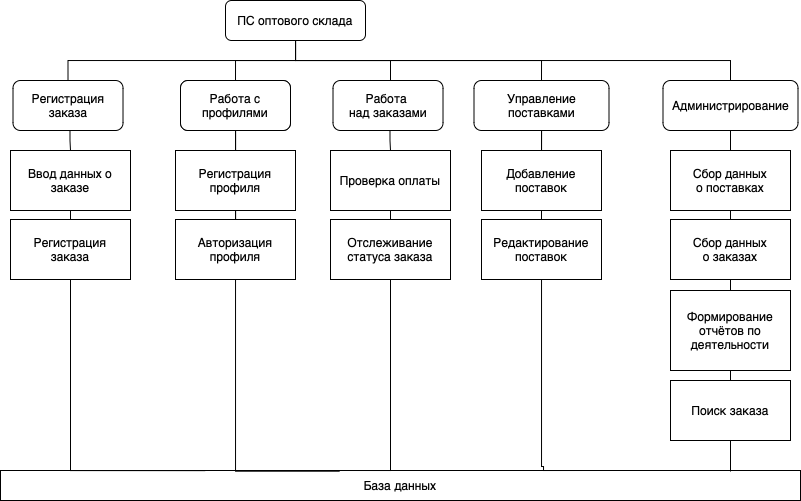 ПС оптового склада
Регистрация
заказа
Работа с
профилями
Работа
над заказами
Управление
поставками
Администрирование
Ввод данных о
заказе
Регистрация
профиля
Проверка оплаты
Добавление
поставок
Сбор данных
о поставках
Регистрация
заказа
Авторизация
профиля
Отслеживание
статуса заказа
Редактирование
поставок
Сбор данных
о заказах
Формирование
отчётов по
деятельности
Поиск заказа
База данных